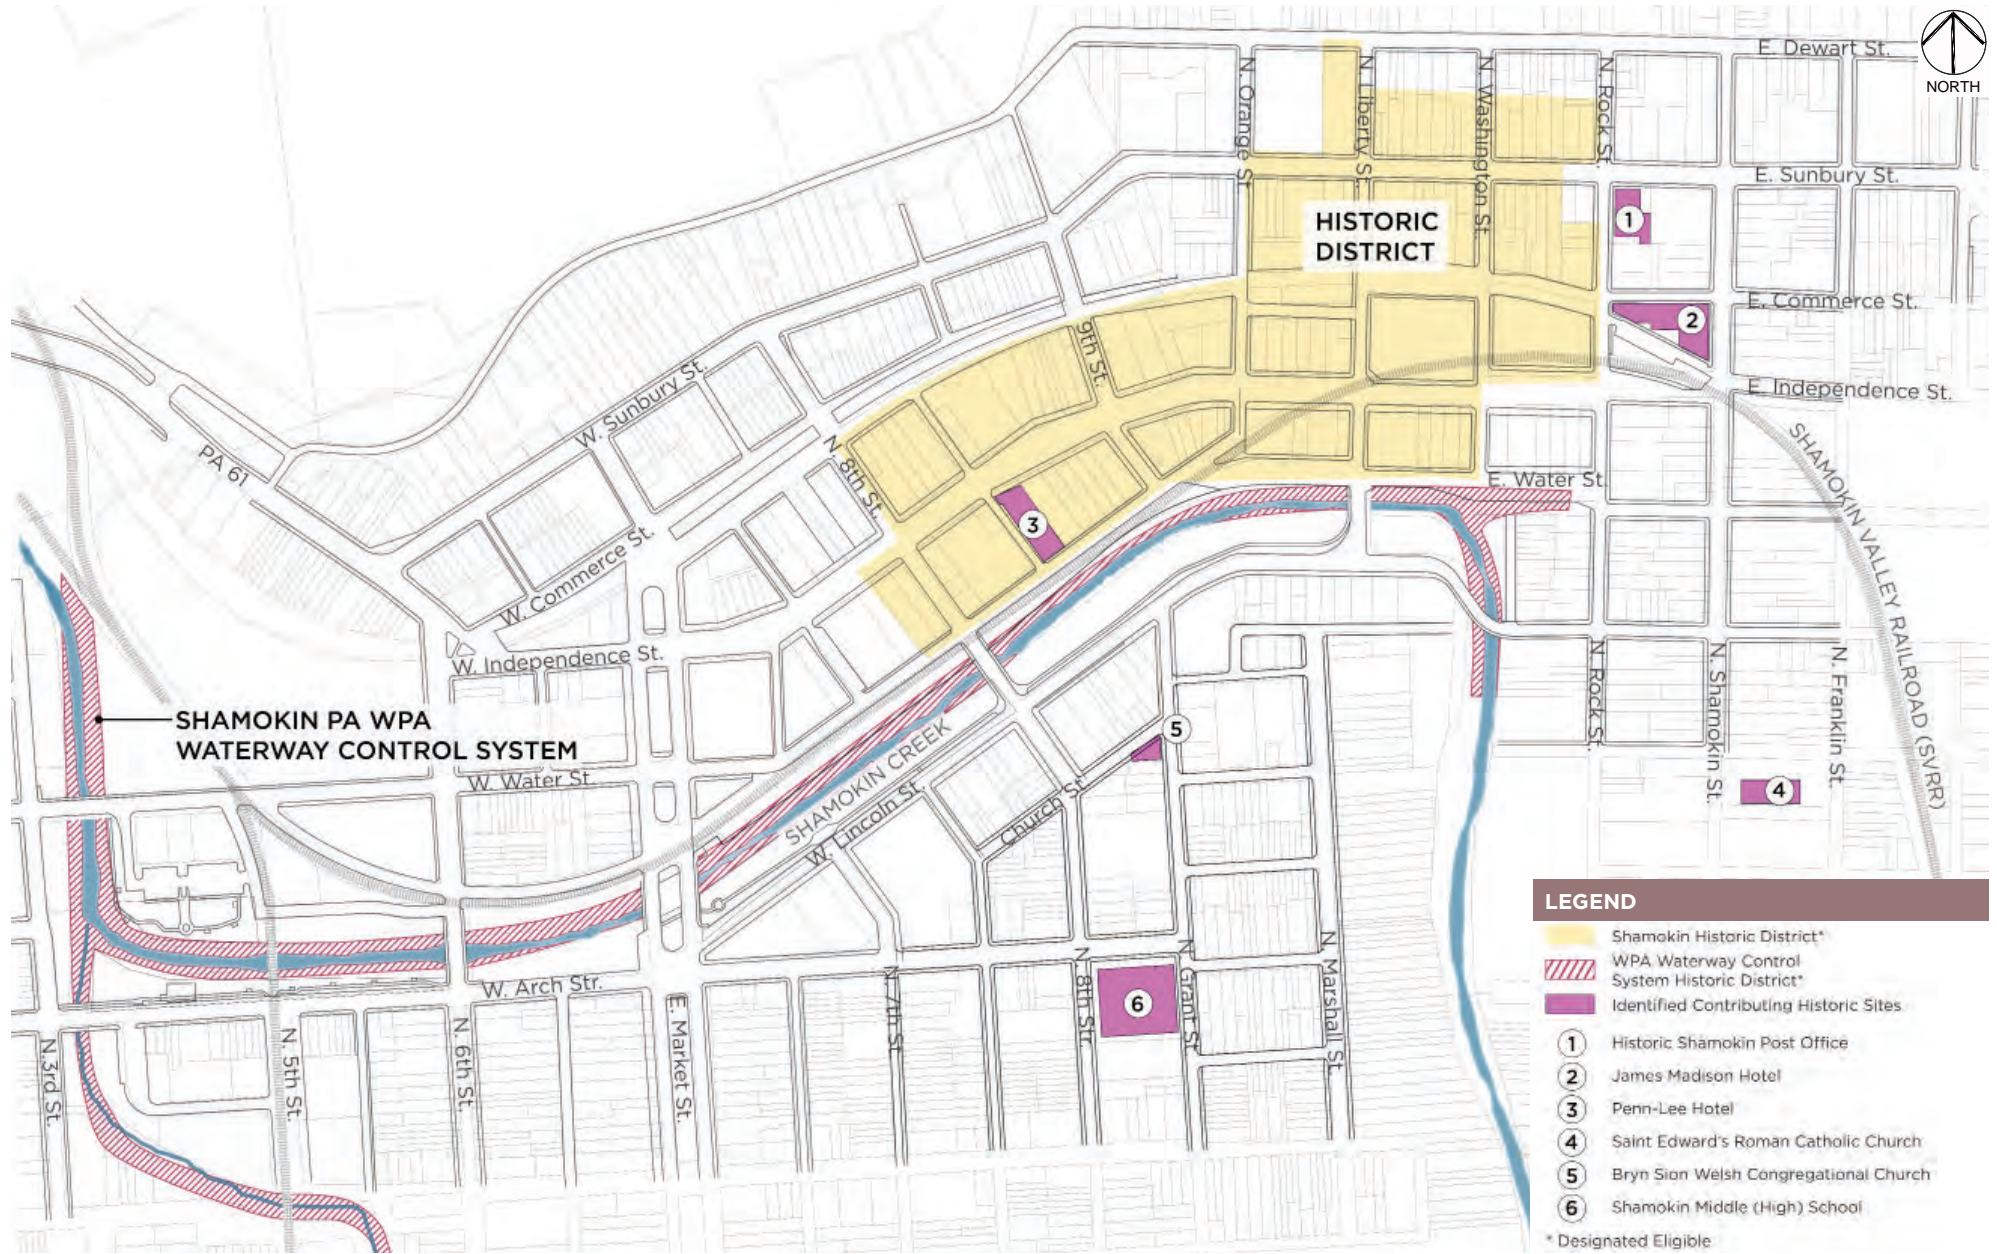 E. Dewart St.
NORTH
N. Orange St.
N. Liberty St.
N. Washington St.
N. Rock St.
E. Sunbury St.
HISTORIC
DISTRICT
1
E. Commerce St.
2
9th St.
W. Sunbury St.
E. Independence St.
N. 8th St.
PA 61
SHAMOKIN VALLEY RAILROAD (SVRR)
E. Water St.
3
W. Commerce St.
W. Independence St.
N. Rock St.
N. Shamokin St.
N. Franklin St.
SHAMOKIN PA WPA
WATERWAY CONTROL SYSTEM
5
SHAMOKIN CREEK
W. Water St.
W. Lincoln St.
Church St.
4
W. Arch Str.
N. 7th St
N. 8th Str.
6
N. Grant St.
N. Marshall St.
N. 3rd St.
N. 5th St.
N. 6th St.
E. Market St.
LEGEND
Shamokin Historic District*
WPA Waterway Control
System Historic District*
Identified Contributing Historic Sites
1 Historic Shamokin Post Office
2 James Madison Hotel
3 Penn-Lee Hotel
4 Saint Edward's Roman Catholic Church
5 Bryn Sion Welsh Congregational Church
6 Shamokin Middle (High) School
* Designated Eligible